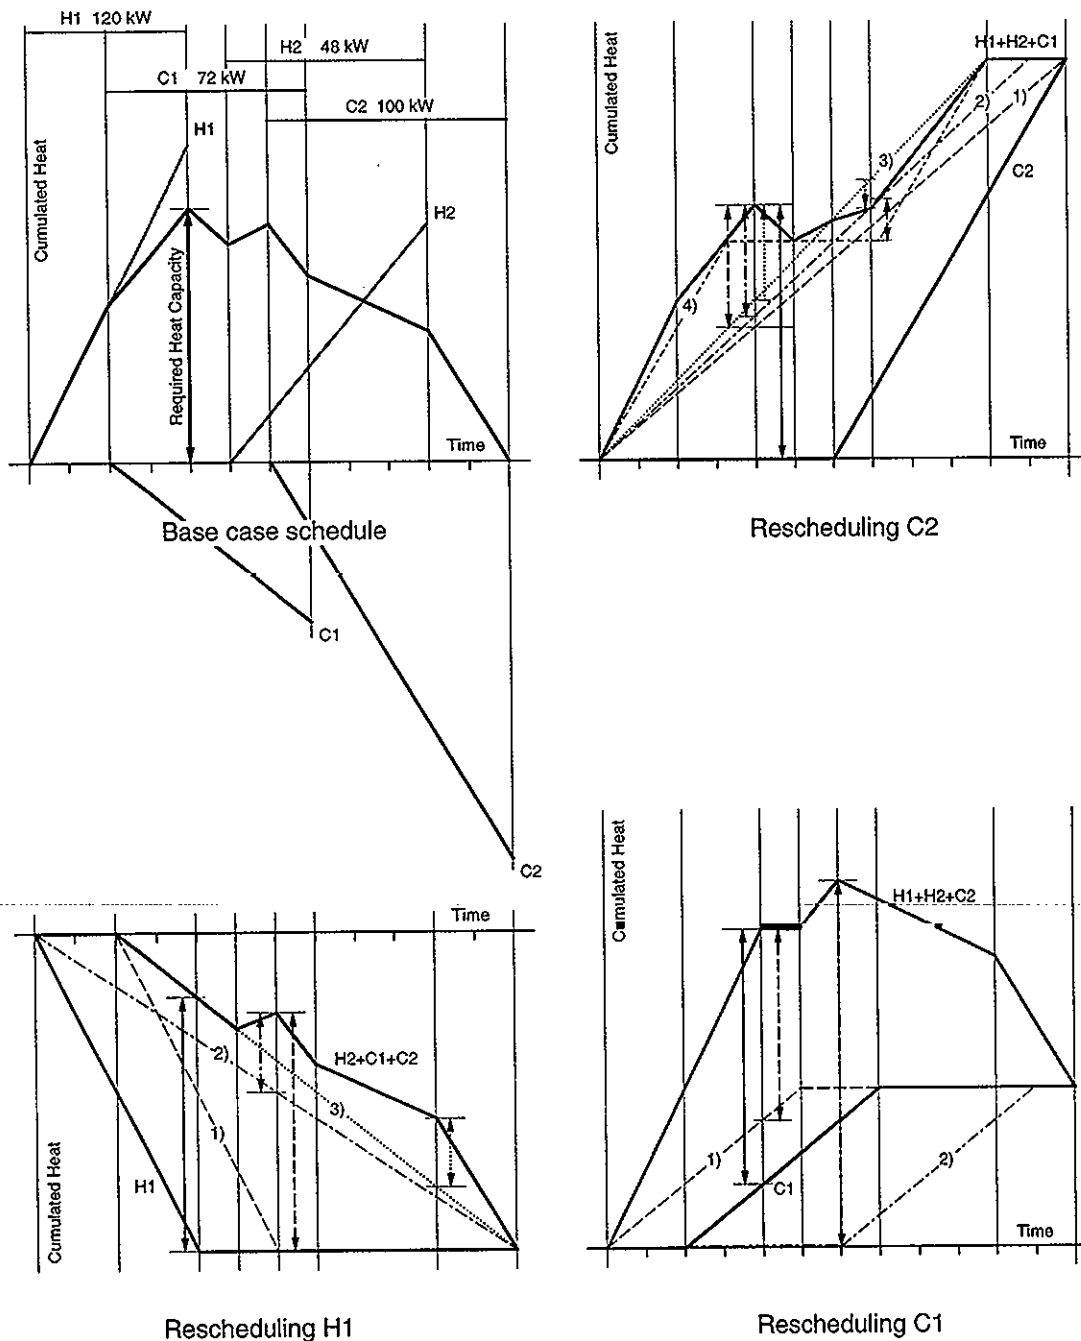 H1 120 kW
H2 48 kW
C1 72 kW
C2 100 kW
Cumulated Heat
H1
H2
Required Heat Capacity
Time
Base case schedule
C1
C2
Cumulated Heat
H1+H2+C1
2)
1)
3)
C2
4)
Time
Rescheduling C2
Time
2)
H2+C1+C2
3)
1)
H1
Cumulated Heat
Rescheduling H1
Cumulated Heat
H1+H2+C2
1)
2)
C1
Time
Rescheduling C1